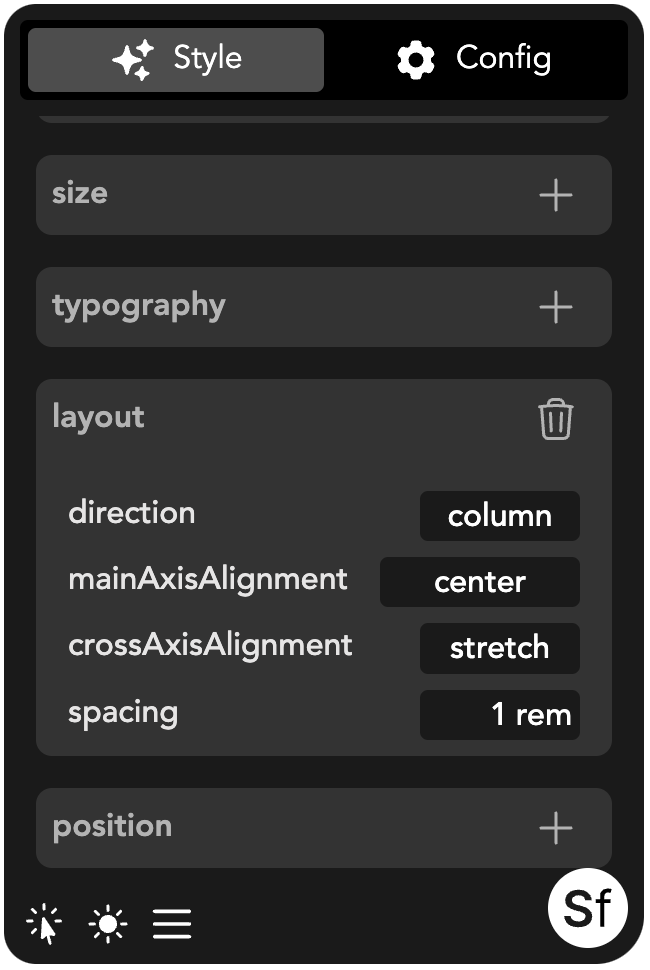 Style Config
size
typography
layout
direction column
mainAxisAlignment center
crossAxisAlignment stretch
spacing 1 rem
position
Sf